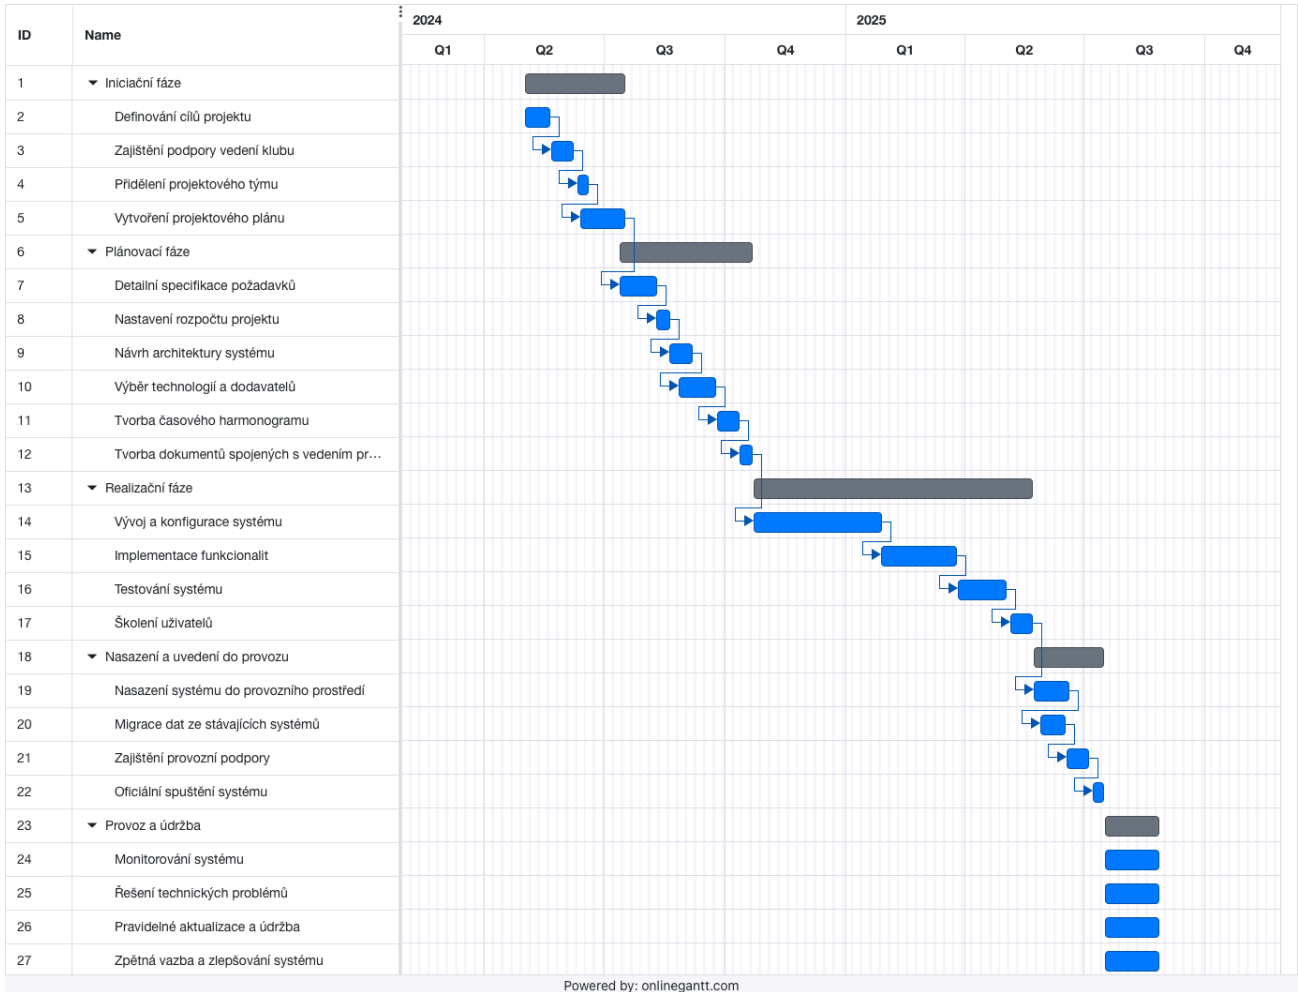 2024 2025
ID Name
Q1 Q2 Q3 Q4 Q1 Q2 Q3 Q4
1 Iniciační fáze
2 Definování cílů projektu
3 Zajištění podpory vedení klubu
4 Přidělení projektového týmu
5 Vytvoření projektového plánu
6 Plánovací fáze
7 Detailní specifikace požadavků
8 Nastavení rozpočtu projektu
9 Návrh architektury systému
10 Výběr technologií a dodavatelů
11 Tvorba časového harmonogramu
12 Tvorba dokumentů spojených s vedením pr...
13 Realizační fáze
14 Vývoj a konfigurace systému
15 Implementace funkcionalit
16 Testování systému
17 Školení uživatelů
18 Nasazení a uvedení do provozu
19 Nasazení systému do provozního prostředí
20 Migrace dat ze stávajících systémů
21 Zajištění provozní podpory
22 Oficiální spuštění systému
23 Provoz a údržba
24 Monitorování systému
25 Řešení technických problémů
26 Pravidelné aktualizace a údržba
27 Zpětná vazba a zlepšování systému
Powered by: onlinegantt.com